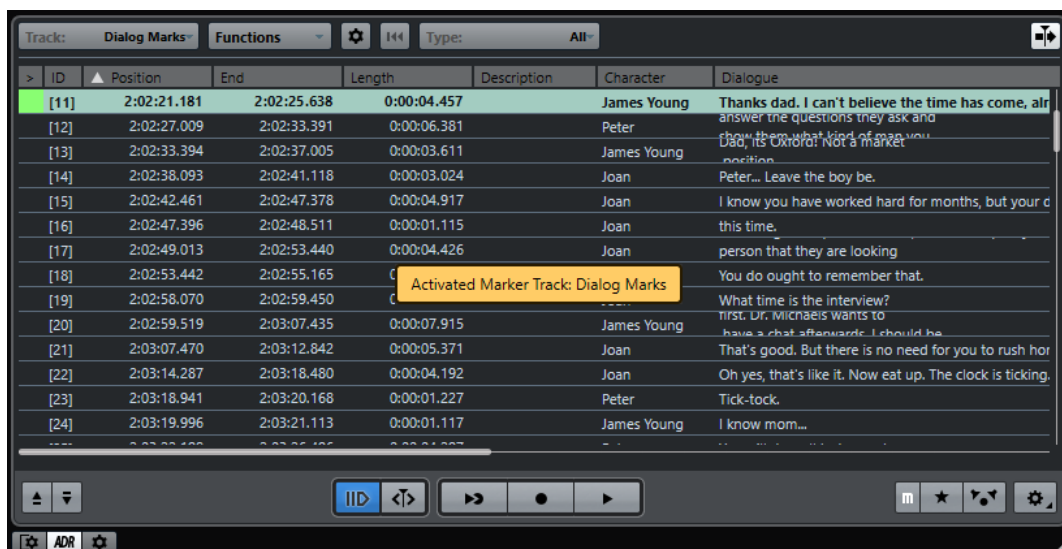 Track: Dialog Marks Functions Type: All
> ID Position End Length Description Character Dialogue
[11] 2:02:21.181 2:02:25.638 0:00:04.457 James Young Thanks dad. I can't believe the time has come, alr
[12] 2:02:27.009 2:02:33.391 0:00:06.381 Peter answer the questions they ask and
show them what kind of man you
[13] 2:02:33.394 2:02:37.005 0:00:03.611 James Young Dad, its Oxford! Not a market
position
[14] 2:02:38.093 2:02:41.118 0:00:03.024 Joan Peter... Leave the boy be.
[15] 2:02:42.461 2:02:47.378 0:00:04.917 Joan I know you have worked hard for months, but your d
[16] 2:02:47.396 2:02:48.511 0:00:01.115 Joan this time.
[17] 2:02:49.013 2:02:53.440 0:00:04.426 Joan person that they are looking
[18] 2:02:53.442 2:02:55.165 You do ought to remember that.
Activated Marker Track: Dialog Marks
[19] 2:02:58.070 2:02:59.450 What time is the interview?
[20] 2:02:59.519 2:03:07.435 0:00:07.915 James Young first. Dr. Michaels wants to
have a chat afterwards. I should be
[21] 2:03:07.470 2:03:12.842 0:00:05.371 Joan That's good. But there is no need for you to rush hor
[22] 2:03:14.287 2:03:18.480 0:00:04.192 Joan Oh yes, that's like it. Now eat up. The clock is ticking.
[23] 2:03:18.941 2:03:20.168 0:00:01.227 Peter Tick-tock.
[24] 2:03:19.996 2:03:21.113 0:00:01.117 James Young I know mom...
m
ADR